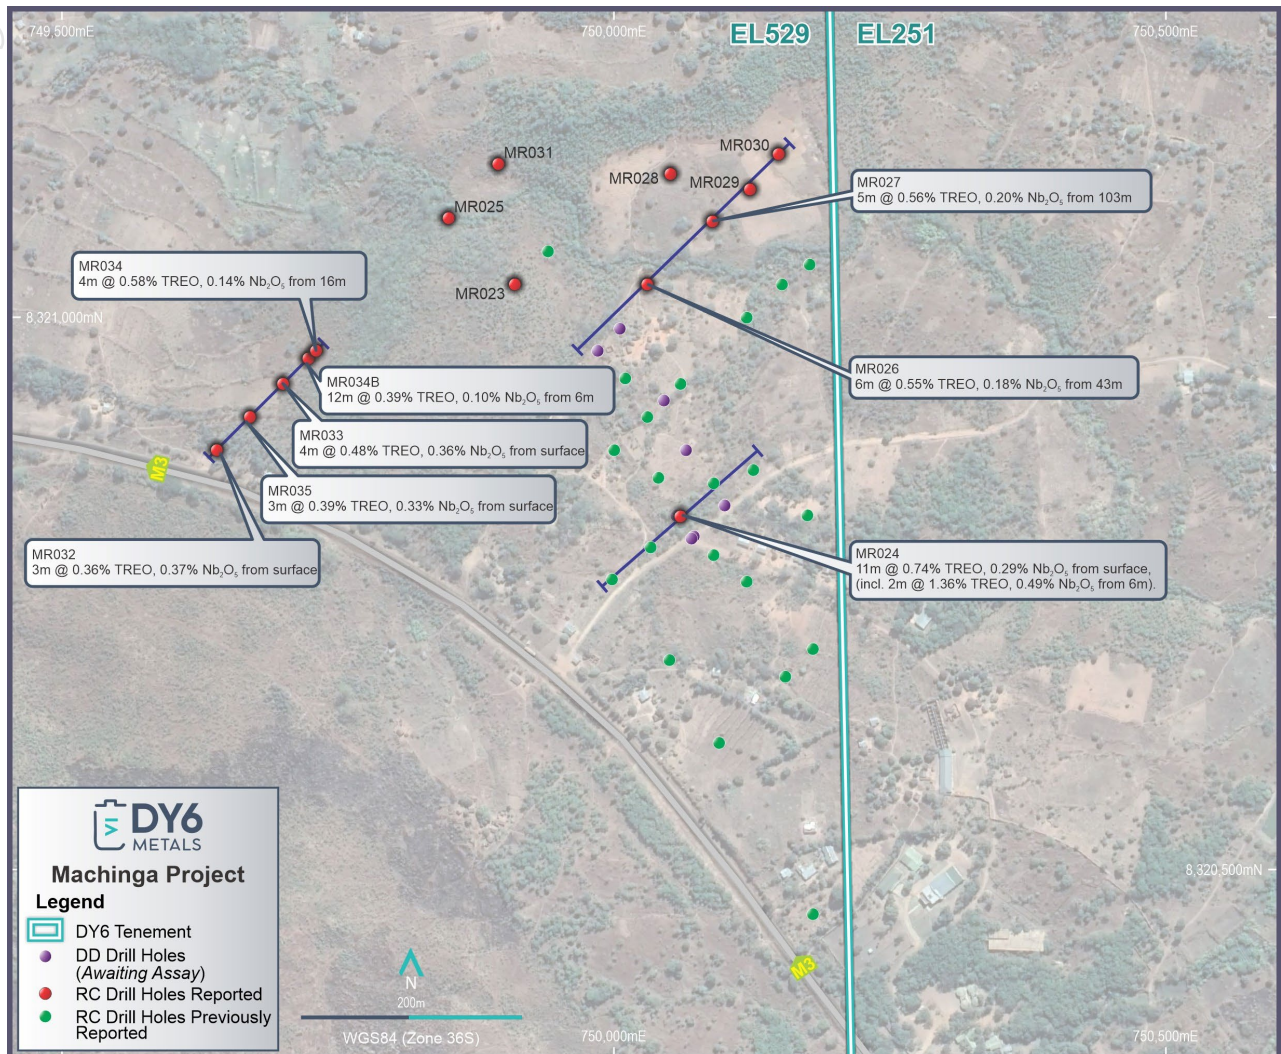 749,500mE
750,000mE
EL529
EL251
750,500mE
MR031
MR030
MR028
MR029
MR025
MR027
5m @ 0.56% TREO, 0.20% Nb₂O₅ from 103m
MR034
4m @ 0.58% TREO, 0.14% Nb₂O₅ from 16m
MR023
8,321,000mN
MR026
6m @ 0.55% TREO, 0.18% Nb₂O₅ from 43m
MR034B
12m @ 0.39% TREO, 0.10% Nb₂O₅ from 6m
MR033
4m @ 0.48% TREO, 0.36% Nb₂O₅ from surface
M3
MR035
3m @ 0.39% TREO, 0.33% Nb₂O₅ from surface
MR032
3m @ 0.36% TREO, 0.37% Nb₂O₅ from surface
MR024
11m @ 0.74% TREO, 0.29% Nb₂O₅ from surface,
(incl. 2m @ 1.36% TREO, 0.49% Nb₂O₅ from 6m).
8,320,500mN
DY6
METALS
Machinga Project
Legend
DY6 Tenement
DD Drill Holes
(Awaiting Assay)
RC Drill Holes Reported
RC Drill Holes Previously
Reported
M3
N
200m
WGS84 (Zone 36S)
750,000mE
750,500mE